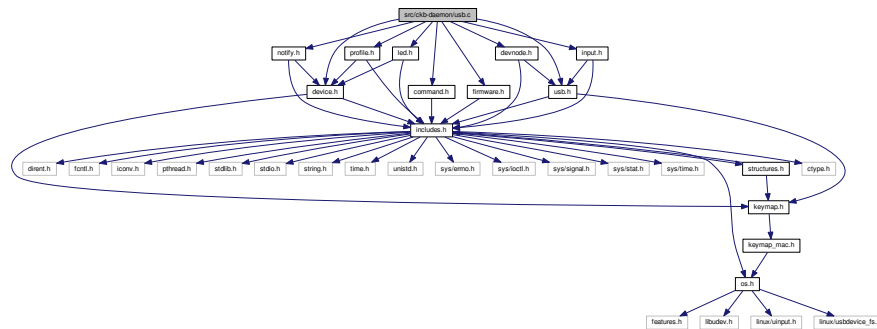 src/ckb-daemon/usb.c
notify.h
profile.h
led.h
devnode.h
input.h
device.h
command.h
firmware.h
usb.h
includes.h
dirent.h
fcntl.h
iconv.h
pthread.h
stdlib.h
stdio.h
string.h
time.h
unistd.h
sys/errno.h
sys/ioctl.h
sys/signal.h
sys/stat.h
sys/time.h
structures.h
ctype.h
keymap.h
keymap_mac.h
os.h
features.h
libudev.h
linux/uinput.h
linux/usbdevice_fs.